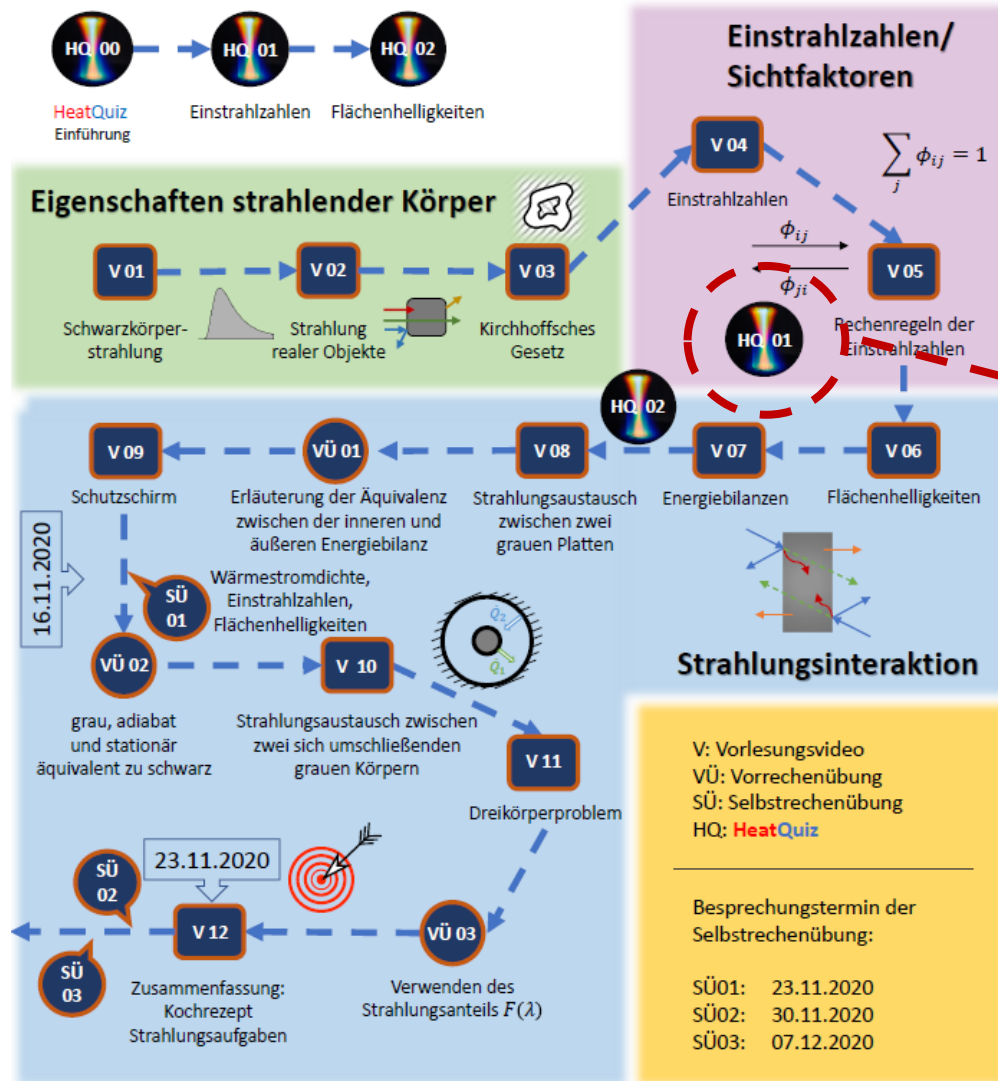 HQ 00
HQ 01
HQ 02
HeatQuiz
Einführung
Einstrahlzahlen
Flächenhelligkeiten
Einstrahlzahlen/
Sichtfaktoren
V 04
Einstrahlzahlen
∑_j ϕ_ij = 1
ϕ_ij
ϕ_ji
V 05
Rechenregeln der
Einstrahlzahlen
HQ 01
Eigenschaften strahlender Körper
V 01
V 02
V 03
Schwarzkörper-
strahlung
Strahlung
realer Objekte
Kirchhoffsches
Gesetz
HQ 02
V 09
VÜ 01
V 08
V 07
V 06
Schutzschirm
Erläuterung der Äquivalenz
zwischen der inneren und
äußeren Energiebilanz
Strahlungsaustausch
zwischen zwei
grauen Platten
Energiebilanzen
Flächenhelligkeiten
16.11.2020
SÜ
01
Wärmestromdichte,
Einstrahlzahlen,
Flächenhelligkeiten
Q̇_2
Q̇_1
Strahlungsinteraktion
VÜ 02
V 10
grau, adiabat
und stationär
äquivalent zu schwarz
Strahlungsaustausch zwischen
zwei sich umschließenden
grauen Körpern
V 11
Dreikörperproblem
23.11.2020
SÜ
02
V 12
VÜ 03
SÜ
03
Zusammenfassung:
Kochrezept
Strahlungsaufgaben
Verwenden des
Strahlungsanteils F(λ)
V: Vorlesungsvideo
VÜ: Vorrechenübung
SÜ: Selbstrechenübung
HQ: HeatQuiz
Besprechungstermin der
Selbstrechenübung:
SÜ01: 23.11.2020
SÜ02: 30.11.2020
SÜ03: 07.12.2020